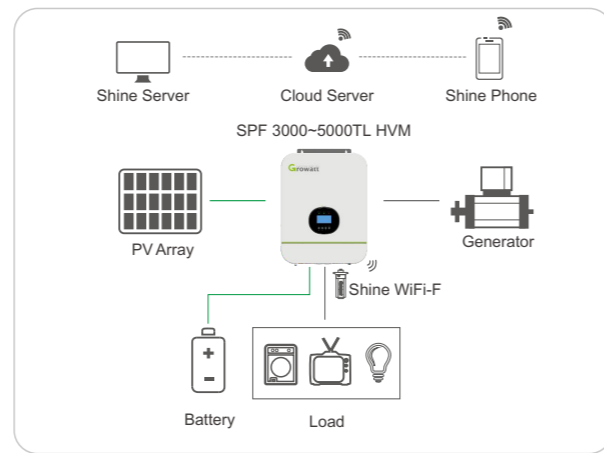 Shine Server
Cloud Server
Shine Phone
SPF 3000~5000TL HVM
Growatt
PV Array
Generator
Shine WiFi-F
+
−
Battery
Load